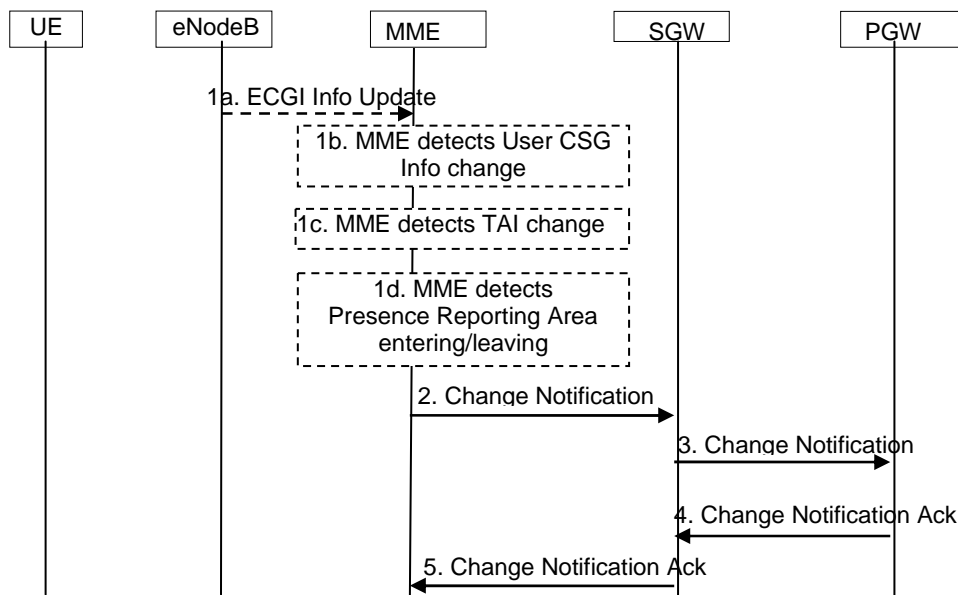 UE
eNodeB
MME
SGW
PGW
1a. ECGI Info Update
1b. MME detects User CSG
Info change
1c. MME detects TAI change
1d. MME detects
Presence Reporting Area
entering/leaving
2. Change Notification
3. Change Notification
4. Change Notification Ack
5. Change Notification Ack